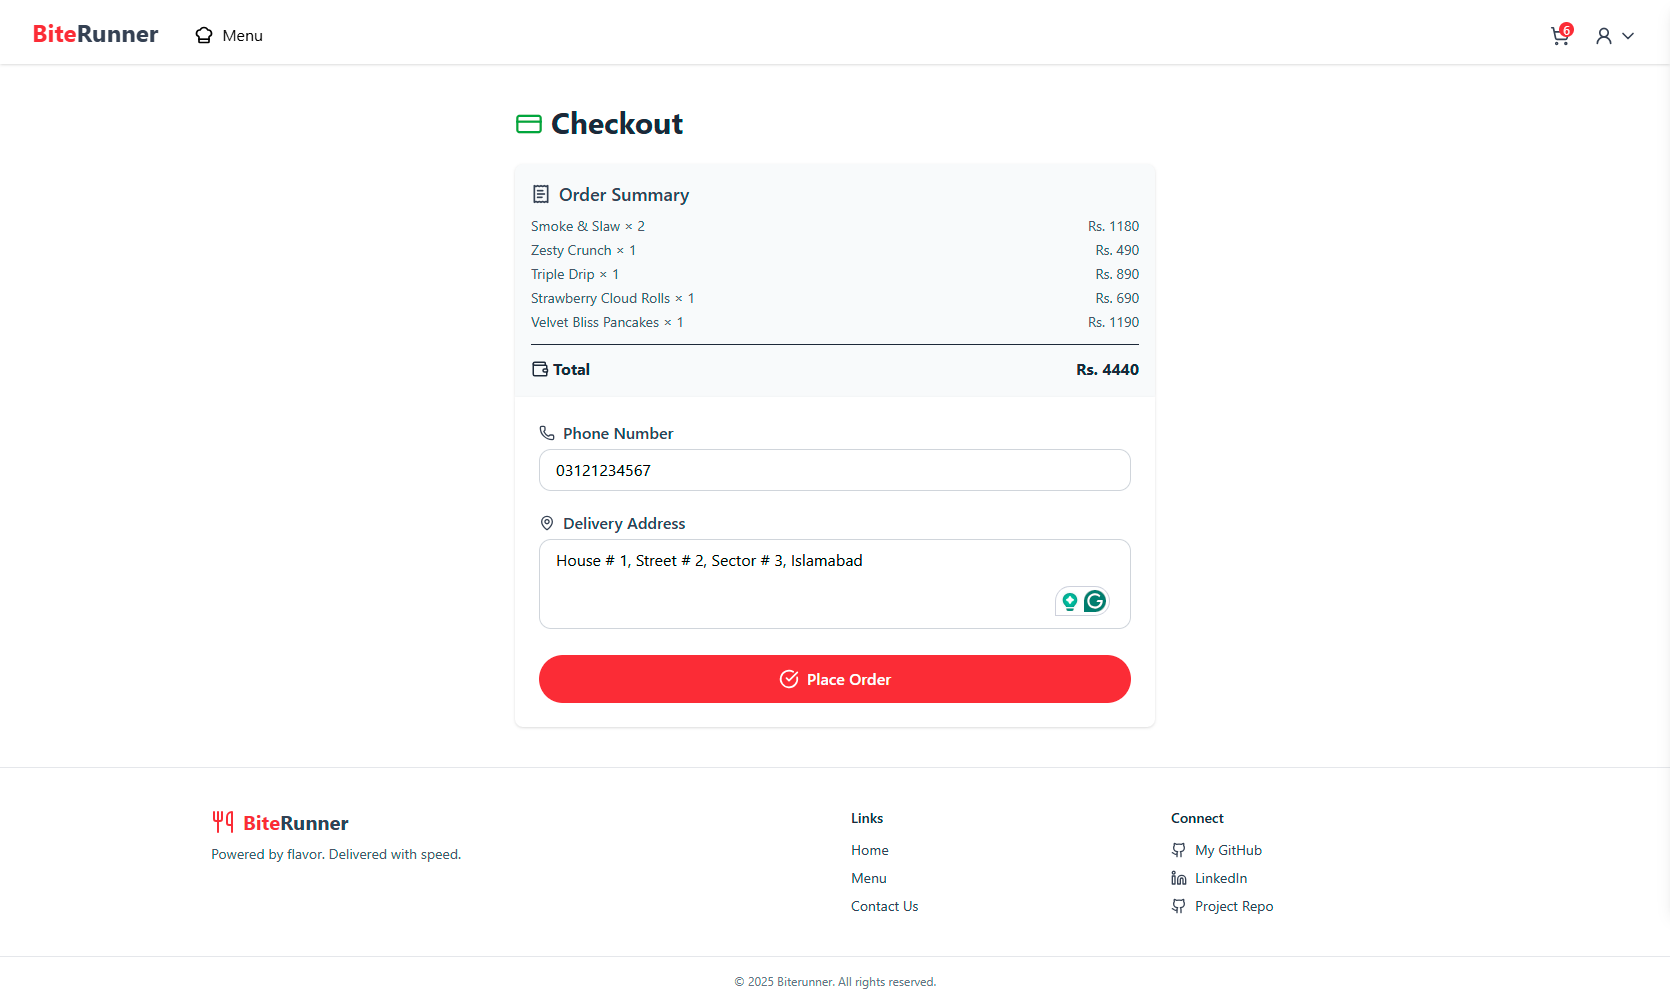 BiteRunner Menu 6
Checkout
Order Summary
Smoke & Slaw × 2 Rs. 1180
Zesty Crunch × 1 Rs. 490
Triple Drip × 1 Rs. 890
Strawberry Cloud Rolls × 1 Rs. 690
Velvet Bliss Pancakes × 1 Rs. 1190
Total Rs. 4440
Phone Number
03121234567
Delivery Address
House # 1, Street # 2, Sector # 3, Islamabad
Place Order
BiteRunner
Powered by flavor. Delivered with speed.
Links
Home
Menu
Contact Us
Connect
My GitHub
LinkedIn
Project Repo
© 2025 Biterunner. All rights reserved.